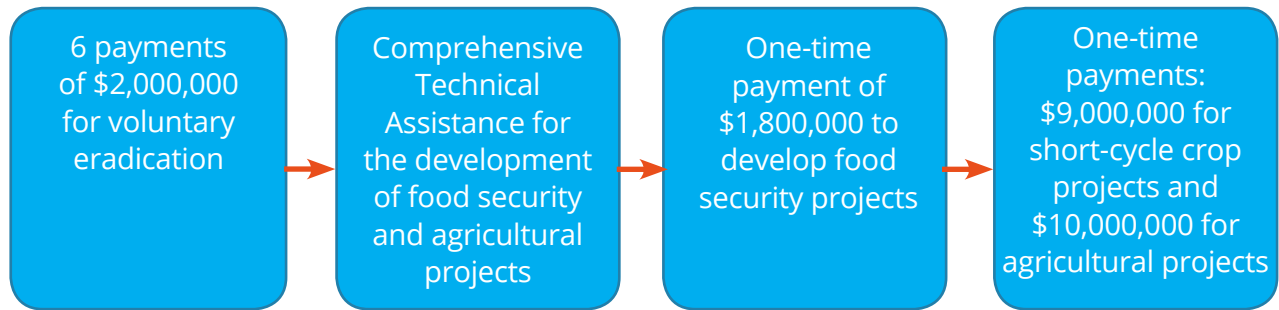 6 payments
of $2,000,000
for voluntary
eradication
Comprehensive
Technical
Assistance for
the development
of food security
and agricultural
projects
One-time
payment of
$1,800,000 to
develop food
security projects
One-time
payments:
$9,000,000 for
short-cycle crop
projects and
$10,000,000 for
agricultural projects